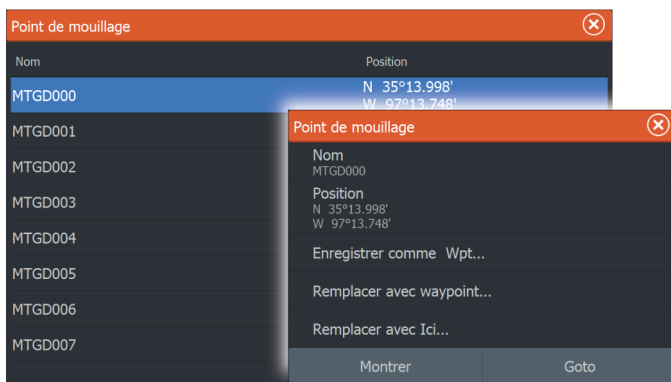 Point de mouillage
Nom Position
MTGD000 N 35°13.998'
W 97°13.748'
MTGD001
MTGD002
MTGD003
MTGD004
MTGD005
MTGD006
MTGD007
Point de mouillage
Nom
MTGD000
Position
N 35°13.998'
W 97°13.748'
Enregistrer comme Wpt...
Remplacer avec waypoint...
Remplacer avec Ici...
Montrer Goto